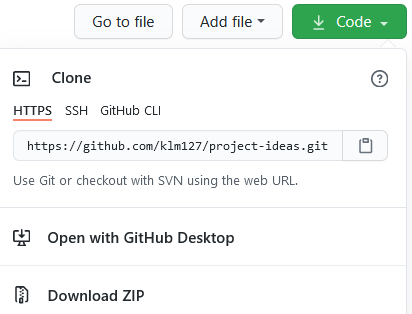 Go to file Add file Code
Clone
HTTPS SSH GitHub CLI
https://github.com/klm127/project-ideas.git
Use Git or checkout with SVN using the web URL.
Open with GitHub Desktop
Download ZIP